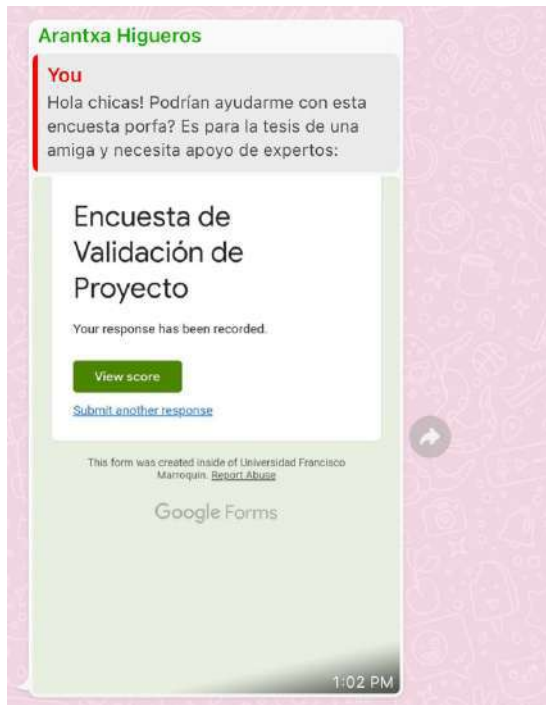 Arantxa Higueros
You
Hola chicas! Podrían ayudarme con esta
encuesta porfa? Es para la tesis de una
amiga y necesita apoyo de expertos:
Encuesta de
Validación de
Proyecto
Your response has been recorded.
View score
Submit another response
This form was created inside of Universidad Francisco
Marroquin. Report Abuse
Google Forms
1:02 PM